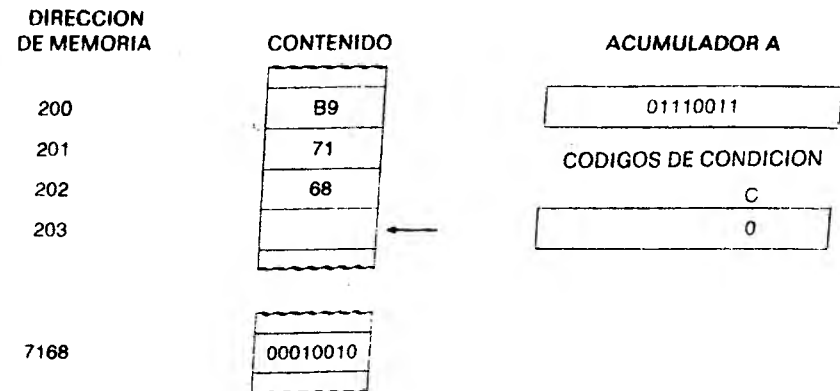 DIRECCION
DE MEMORIA CONTENIDO ACUMULADOR A
200 B9 01110011
201 71
CODIGOS DE CONDICION
202 68 C
203 0
7168 00010010